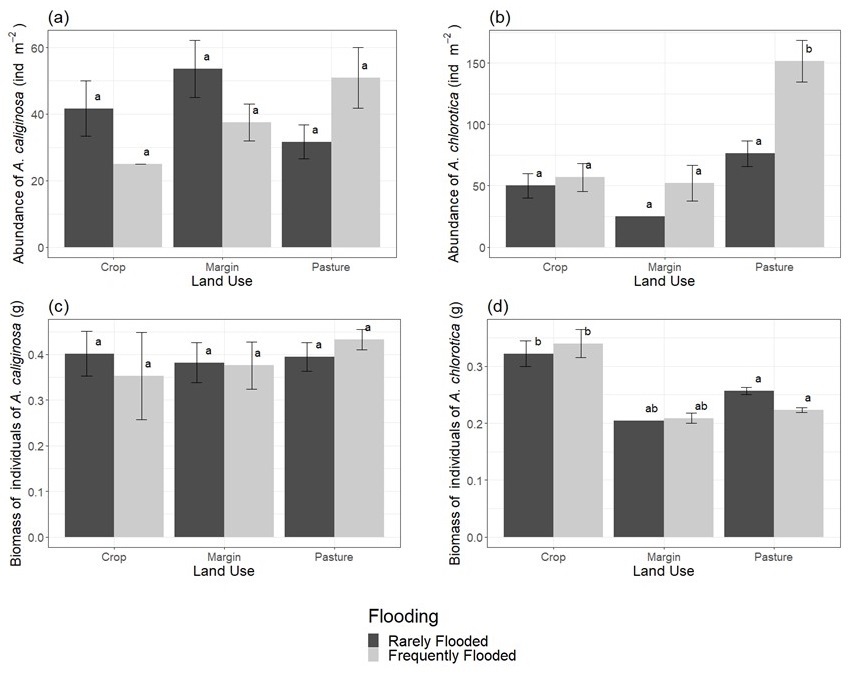 (a)
Abundance of A. caliginosa (ind m⁻²)
60
40
20
0
a
a
a
a
a
a
Crop Margin Pasture
Land Use
(b)
Abundance of A. chlorotica (ind m⁻²)
150
100
50
0
a
a
a
a
a
b
Crop Margin Pasture
Land Use
(c)
Biomass of individuals of A. caliginosa (g)
0.4
0.3
0.2
0.1
0.0
a
a
a
a
a
a
Crop Margin Pasture
Land Use
(d)
Biomass of individuals of A. chlorotica (g)
0.3
0.2
0.1
0.0
b
b
ab
ab
a
a
Crop Margin Pasture
Land Use
Flooding
Rarely Flooded
Frequently Flooded